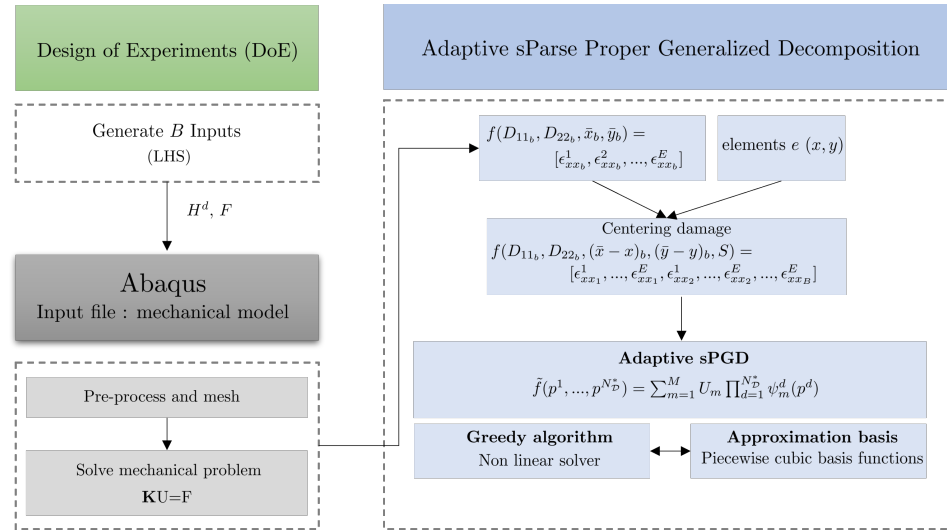 Design of Experiments (DoE)
Generate B Inputs
(LHS)
H^d, F
Abaqus
Input file : mechanical model
Pre-process and mesh
Solve mechanical problem
KU=F
Adaptive sParse Proper Generalized Decomposition
f(D_{11_b}, D_{22_b}, x̄_b, ȳ_b) =
[ϵ^1_{xx_b}, ϵ^2_{xx_b}, ..., ϵ^E_{xx_b}]
elements e (x, y)
Centering damage
f(D_{11_b}, D_{22_b}, (x̄ − x)_b, (ȳ − y)_b, S) =
[ϵ^1_{xx_1}, ..., ϵ^E_{xx_1}, ϵ^1_{xx_2}, ..., ϵ^E_{xx_2}, ..., ϵ^E_{xx_B}]
Adaptive sPGD
f̃(p^1, ..., p^{N^*_D}) = ∑^M_{m=1} U_m ∏^{N^*_D}_{d=1} ψ^d_m(p^d)
Greedy algorithm
Non linear solver
Approximation basis
Piecewise cubic basis functions